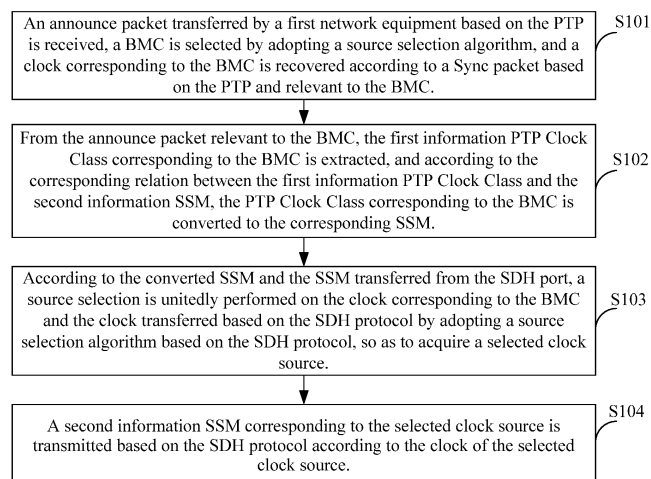 An announce packet transferred by a first network equipment based on the PTP
is received, a BMC is selected by adopting a source selection algorithm, and a
clock corresponding to the BMC is recovered according to a Sync packet based
on the PTP and relevant to the BMC.
S101
From the announce packet relevant to the BMC, the first information PTP Clock
Class corresponding to the BMC is extracted, and according to the
corresponding relation between the first information PTP Clock Class and the
second information SSM, the PTP Clock Class corresponding to the BMC is
converted to the corresponding SSM.
S102
According to the converted SSM and the SSM transferred from the SDH port, a
source selection is unitedly performed on the clock corresponding to the BMC
and the clock transferred based on the SDH protocol by adopting a source
selection algorithm based on the SDH protocol, so as to acquire a selected clock
source.
S103
A second information SSM corresponding to the selected clock source is
transmitted based on the SDH protocol according to the clock of the selected
clock source.
S104